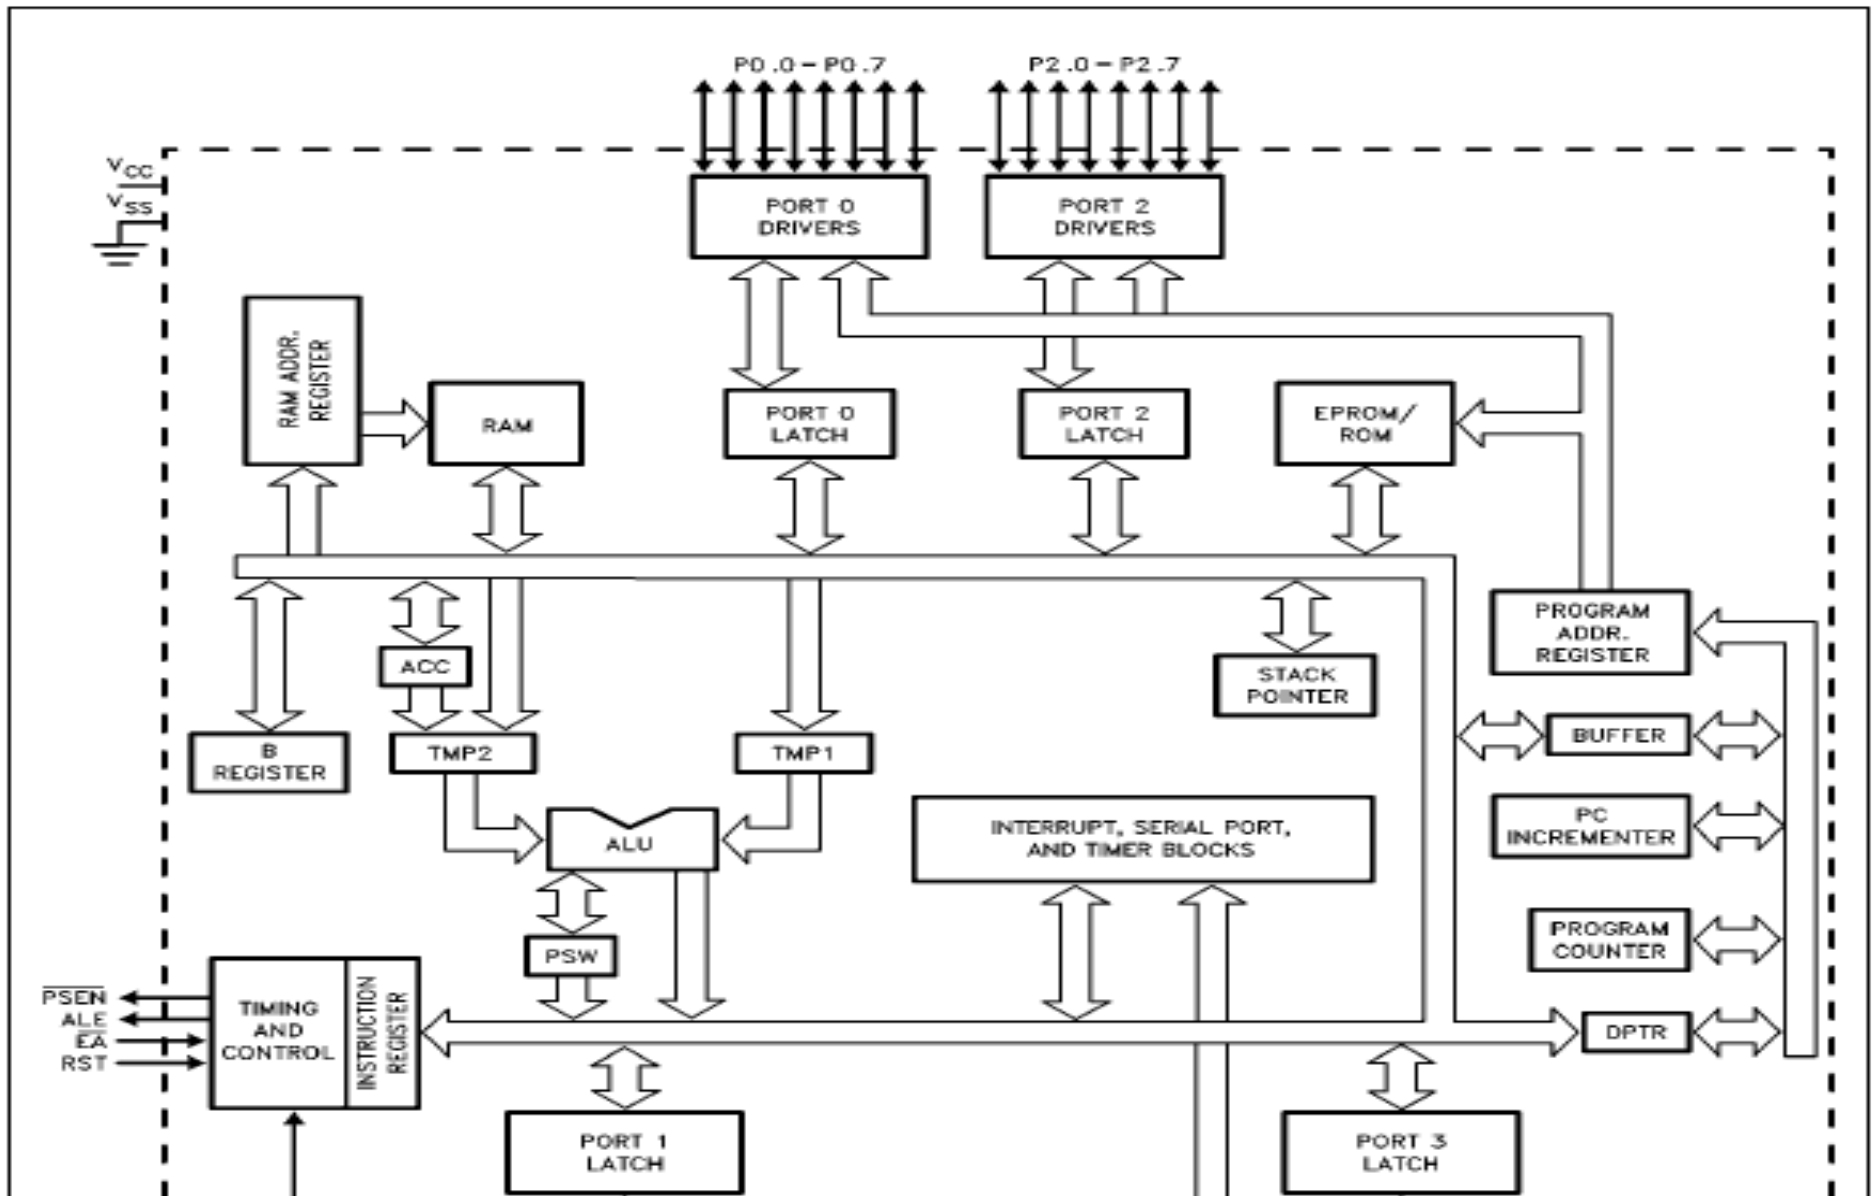 P0.0-P0.7
P2.0-P2.7
VCC
VSS
PORT 0
DRIVERS
PORT 2
DRIVERS
RAM ADDR.
REGISTER
RAM
PORT 0
LATCH
PORT 2
LATCH
EPROM/
ROM
PROGRAM
ADDR.
REGISTER
ACC
STACK
POINTER
B
REGISTER
TMP2
TMP1
BUFFER
ALU
INTERRUPT, SERIAL PORT,
AND TIMER BLOCKS
PC
INCREMENTER
PSW
PROGRAM
COUNTER
PSEN
ALE
EA
RST
TIMING
AND
CONTROL
INSTRUCTION
REGISTER
DPTR
PORT 1
LATCH
PORT 3
LATCH